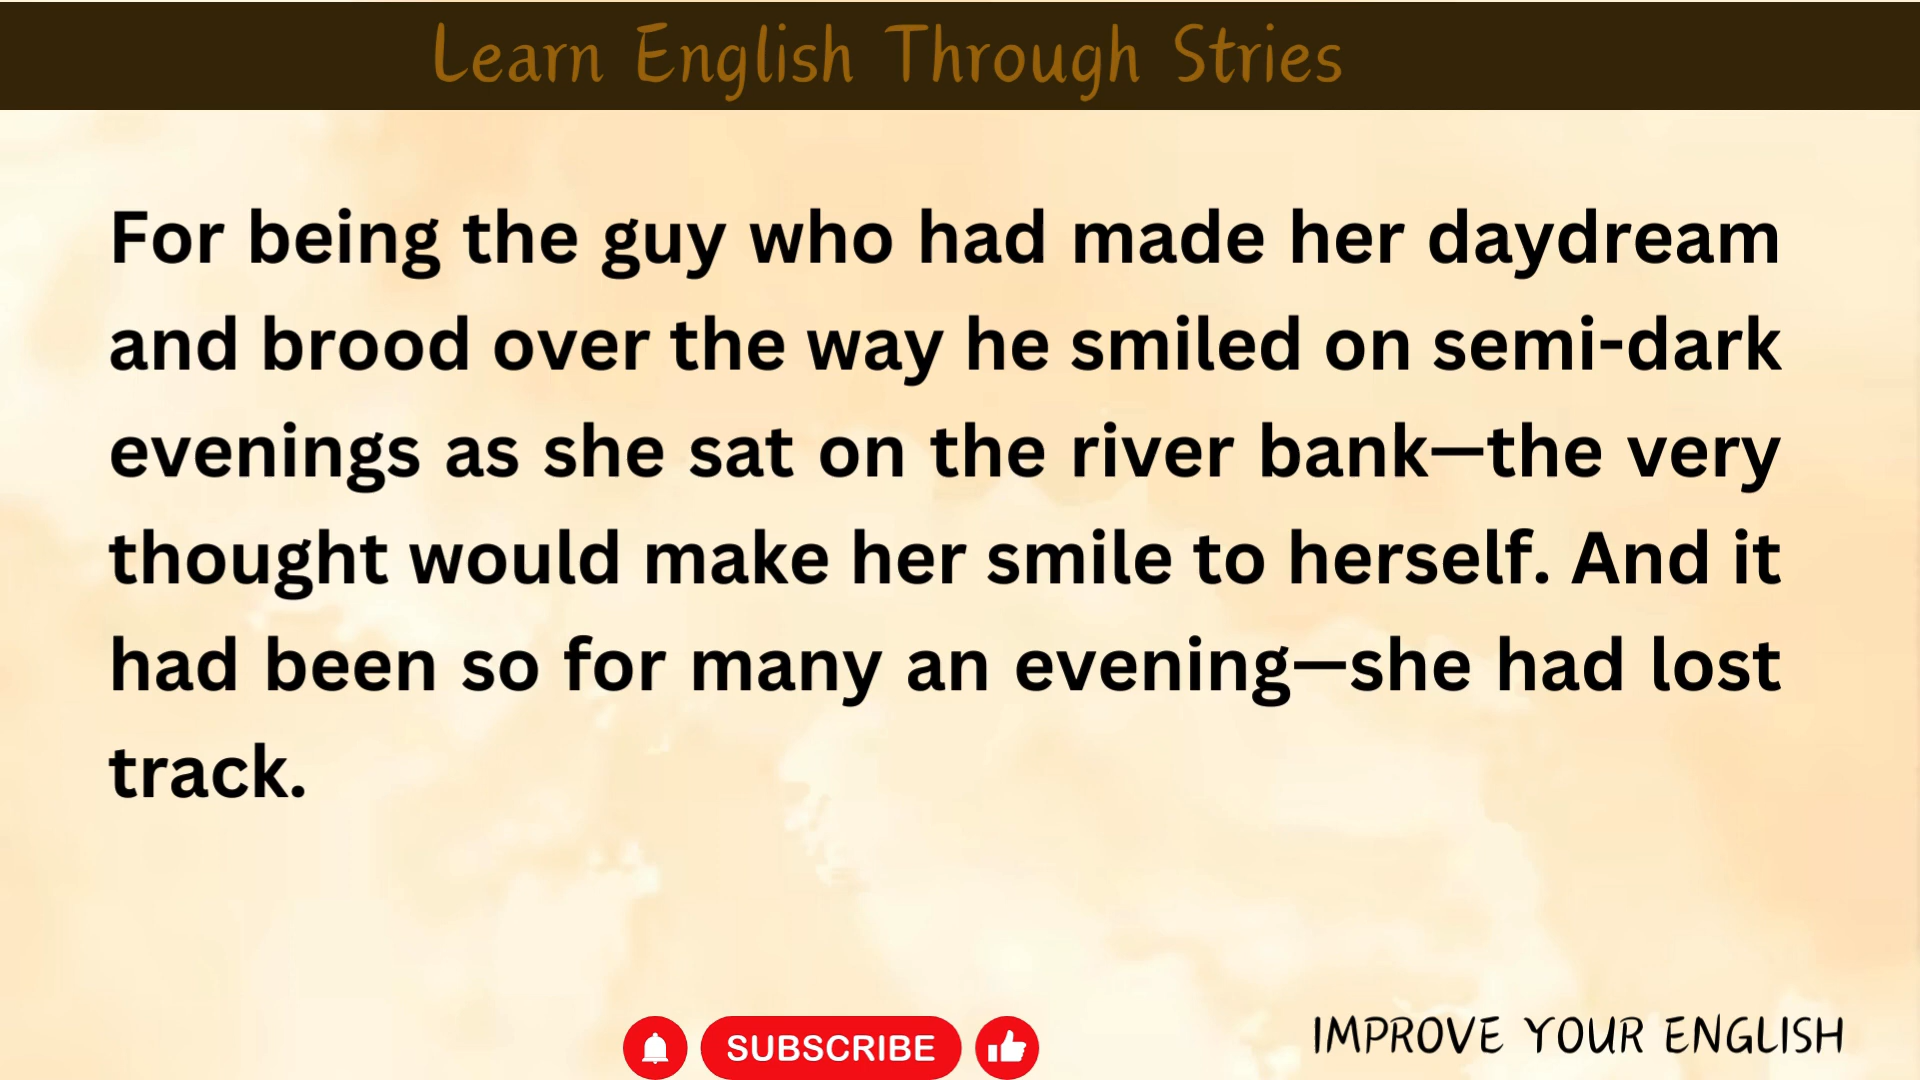 Learn English Through Stries
For being the guy who had made her daydream
and brood over the way he smiled on semi-dark
evenings as she sat on the river bank—the very
thought would make her smile to herself. And it
had been so for many an evening—she had lost
track.
SUBSCRIBE
IMPROVE YOUR ENGLISH